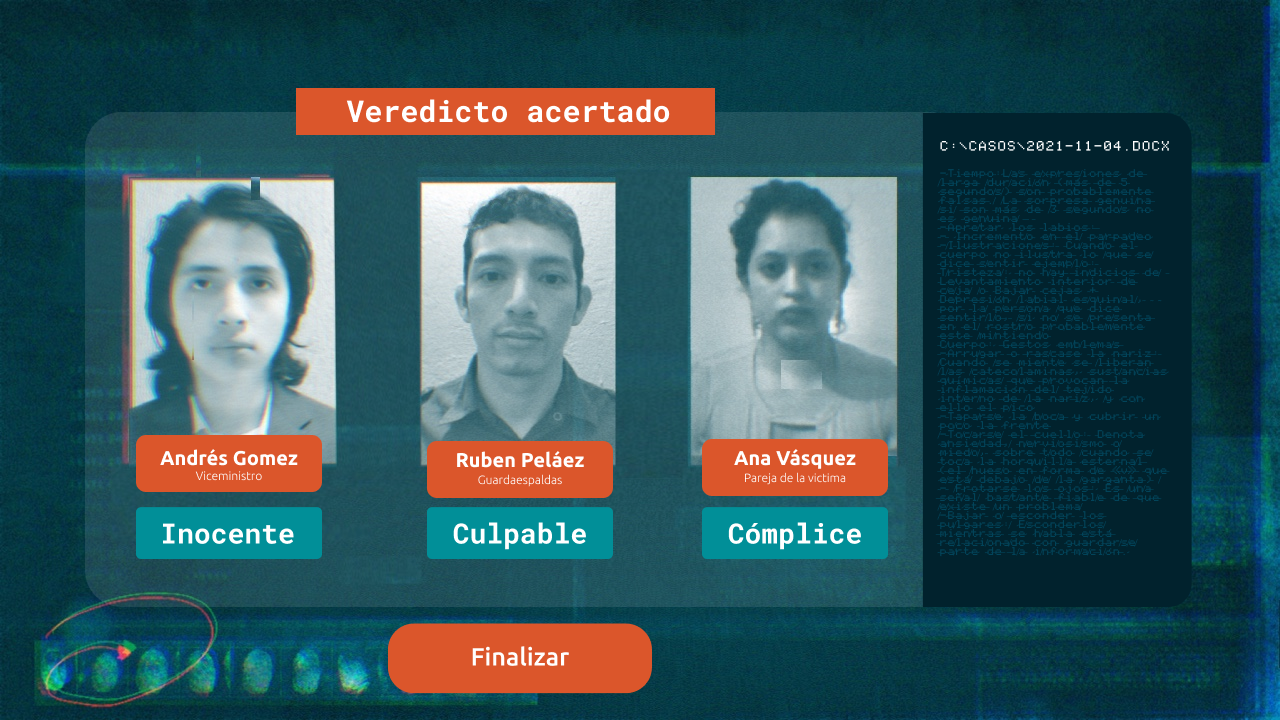 Veredicto acertado
C:\CASOS\2021-11-04.DOCX
~Tiempo Las expresiones de
larga duración (más de 5
segundos) son probablemente
falsas. La sorpresa genuina
si son más de 3 segundos no
es genuina
~Apretar los labios
~ Incremento en el parpadeo
~Ilustraciones: Cuando el
cuerpo no ilustra lo que se
dice sentir ejemplo:
Tristeza: no hay indicios de
Levantamiento interior de
ceja o Bajar cejas +
Depresión labial
por la persona que dice
sentirlo, si no se presenta
en el rostro probablemente
este mintiendo
Cuerpo: Gestos emblemas
~Arrugar o rascase la nariz:
Cuando se miente se liberan
las catecolaminas, sustancias
químicas que provocan la
inflamación del tejido
interno de la nariz, y con
ello el pico
~Taparse la boca y cubrir un
poco la frente
~Tocarse el cuello: Denota
ansiedad, nerviosismo o
miedo, sobre todo cuando se
toca la horquilla esternal
(el hueso en forma de que
está debajo de la garganta)
~ Frotarse los ojos: Es una
señal bastante fiable de que
existe un problema
~Bajar o esconder los
pulgares: Esconderlos
mientras se habla está
relacionado con guardarse
parte de la información.
Andrés Gomez
Viceministro
Inocente
Ruben Peláez
Guardaespaldas
Culpable
Ana Vásquez
Pareja de la victima
Cómplice
Finalizar